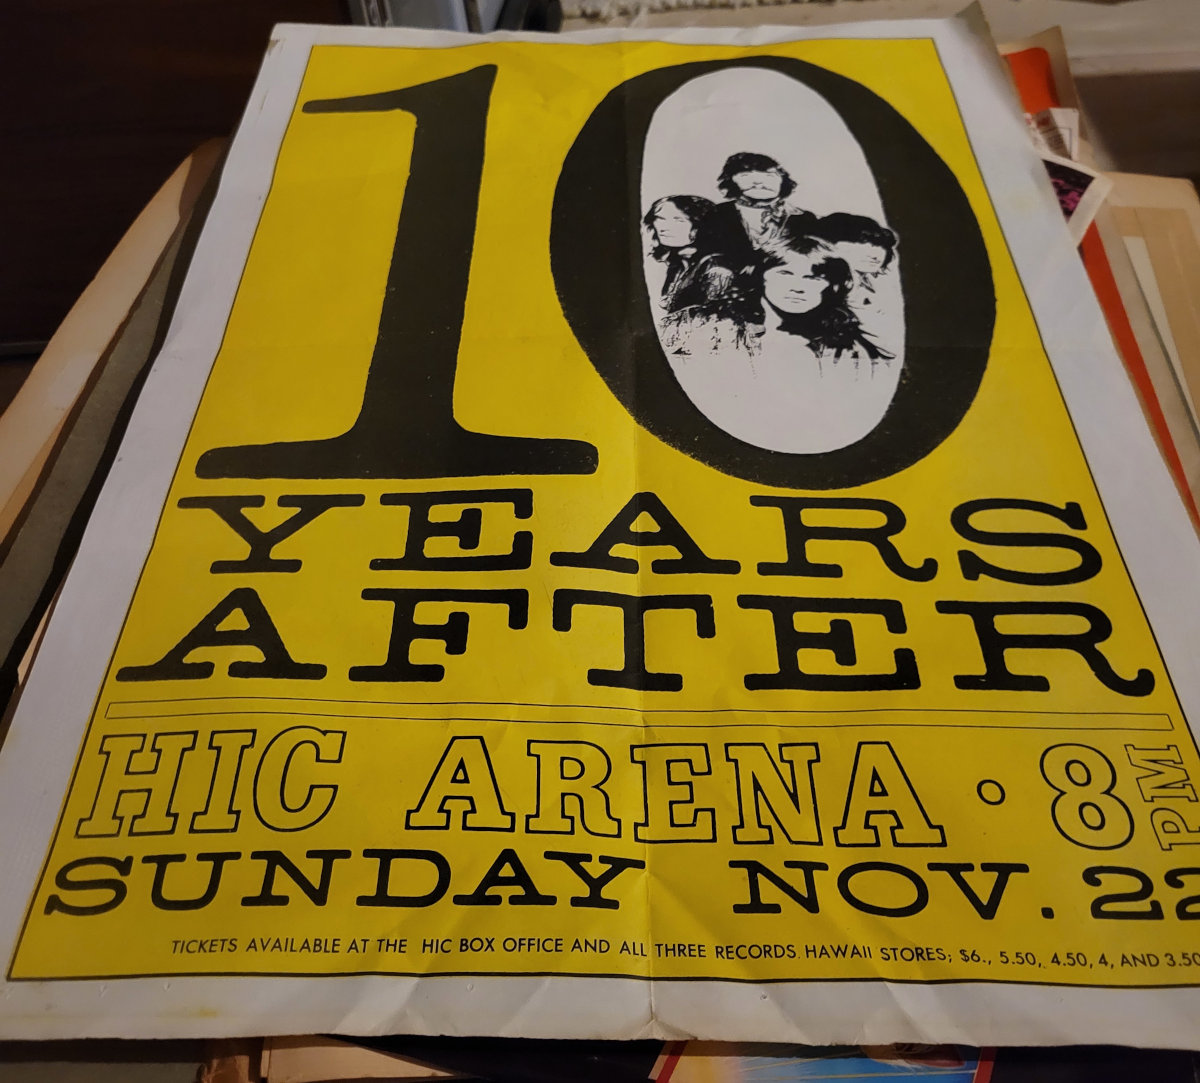 10
YEARS
AFTER
HIC ARENA • 8 PM
SUNDAY NOV. 22
TICKETS AVAILABLE AT THE HIC BOX OFFICE AND ALL THREE RECORDS HAWAII STORES; $6., 5.50, 4.50, 4, AND 3.50